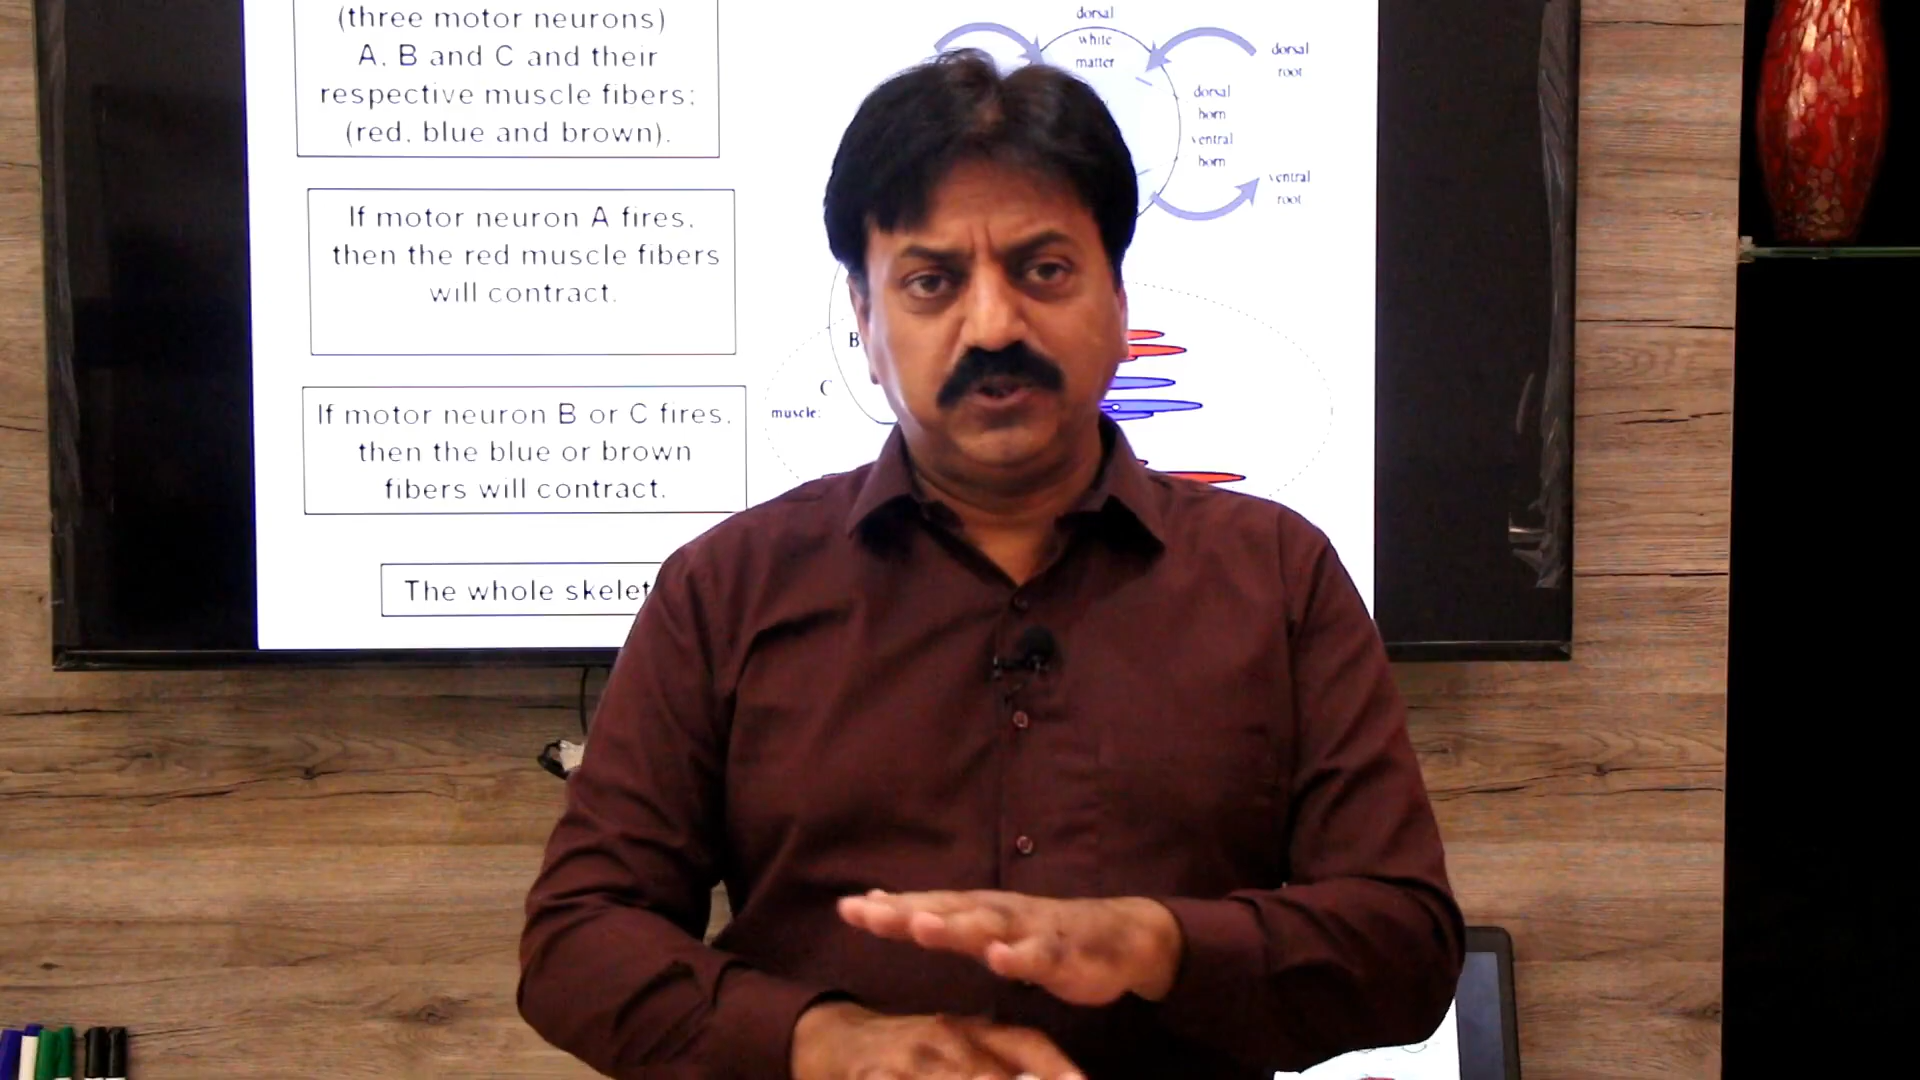 (three motor neurons)
A, B and C and their
respective muscle fibers;
(red, blue and brown).
If motor neuron A fires,
then the red muscle fibers
will contract.
If motor neuron B or C fires,
then the blue or brown
fibers will contract.
The whole skelet
dorsal
white
matter
dorsal
root
dorsal
horn
ventral
horn
ventral
root
B
C
muscle: